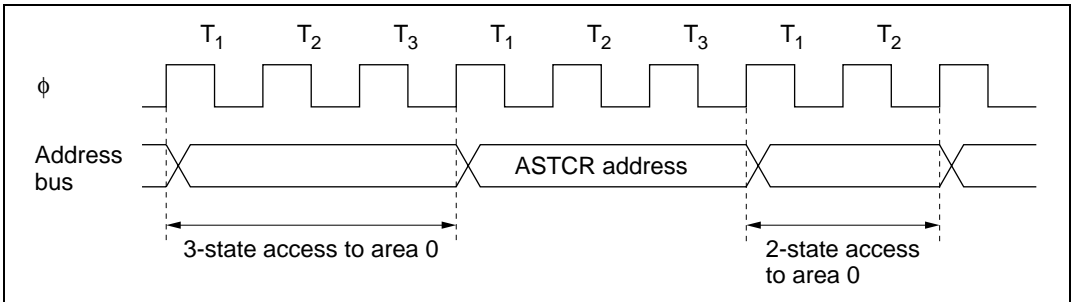 T₁ T₂ T₃ T₁ T₂ T₃ T₁ T₂
ϕ
Address
bus
ASTCR address
3-state access to area 0
2-state access
to area 0